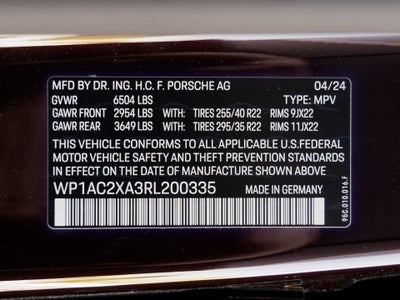 MFD BY DR. ING. H.C. F. PORSCHE AG 04/24
GVWR 6504 LBS TYPE: MPV
GAWR FRONT 2954 LBS WITH: TIRES 255/40 R22 RIMS 9JX22
GAWR REAR 3649 LBS WITH: TIRES 295/35 R22 RIMS 11JX22
THIS VEHICLE CONFORMS TO ALL APPLICABLE U.S.FEDERAL
MOTOR VEHICLE SAFETY AND THEFT PREVENTION STANDARDS
IN EFFECT ON THE DATE OF MANUFACTURE SHOWN ABOVE
WP1AC2XA3RL200335 MADE IN GERMANY
95C.010.016.F